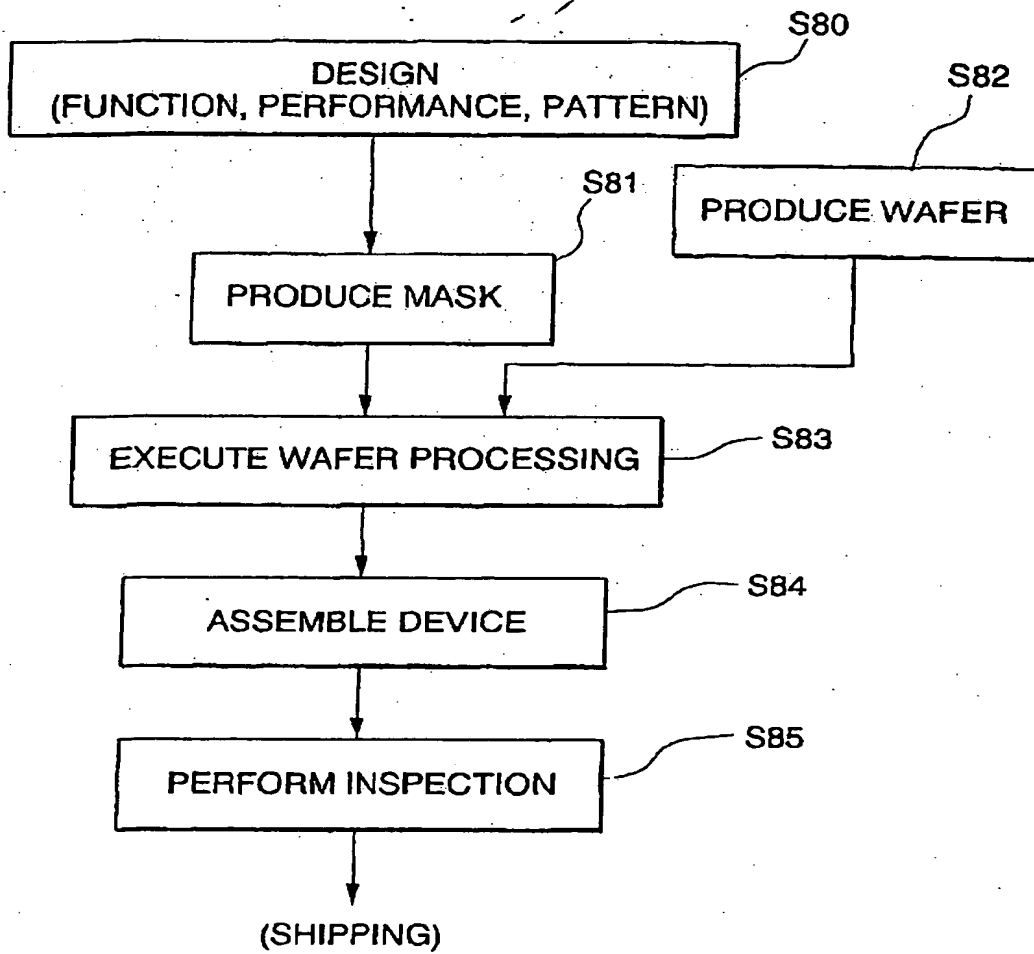 S80
DESIGN
(FUNCTION, PERFORMANCE, PATTERN)
S82
PRODUCE WAFER
S81
PRODUCE MASK
EXECUTE WAFER PROCESSING
S83
ASSEMBLE DEVICE
S84
PERFORM INSPECTION
S85
(SHIPPING)